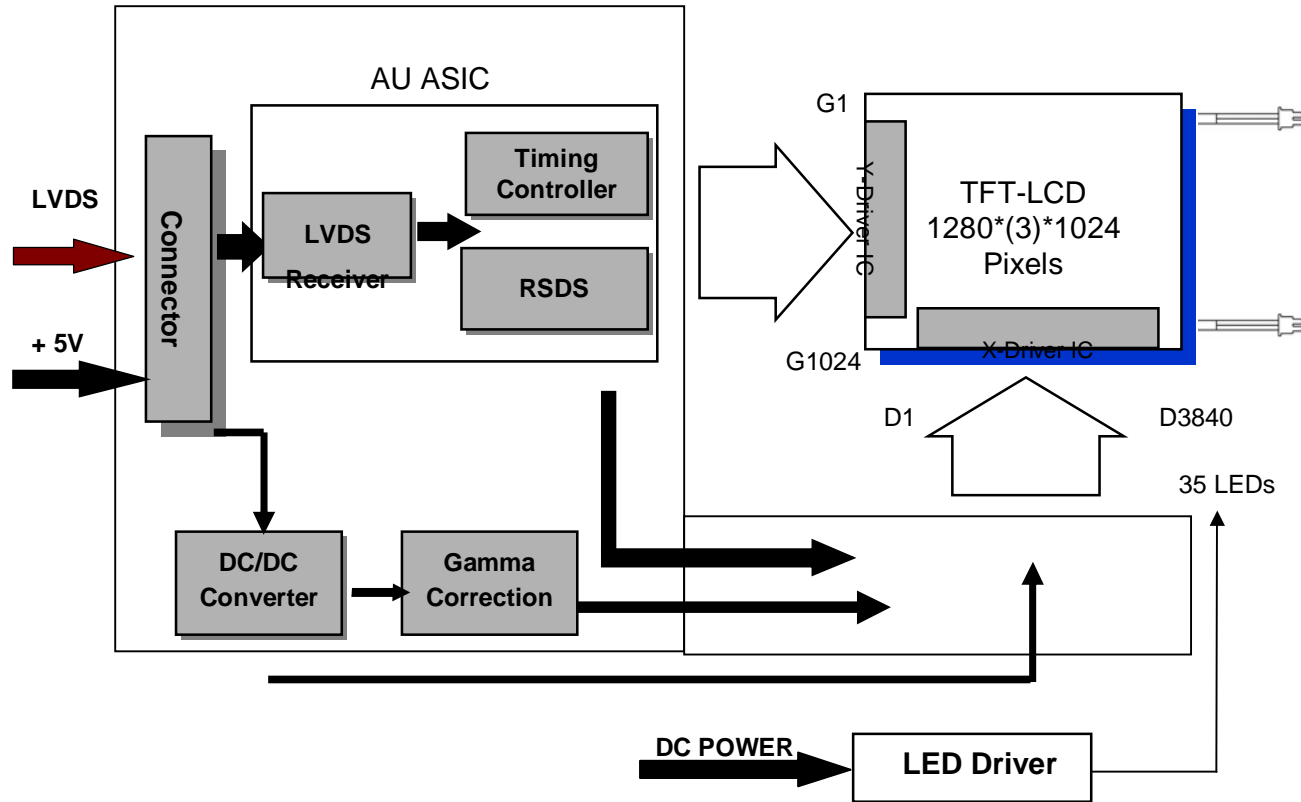 AU ASIC
G1
Timing
Controller
LVDS
Connector
LVDS
Receiver
RSDS
Y-Driver IC
TFT-LCD
1280*(3)*1024
Pixels
+ 5V
G1024
X-Driver IC
D1
D3840
35 LEDs
DC/DC
Converter
Gamma
Correction
DC POWER
LED Driver